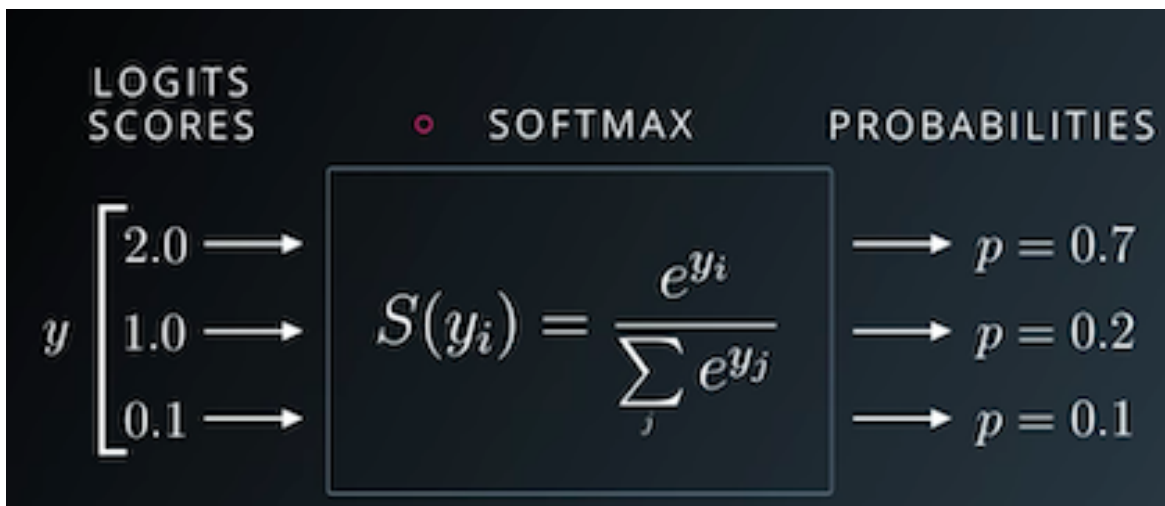 LOGITS
SCORES
SOFTMAX
PROBABILITIES
y
2.0
1.0
0.1
S(y_i) = e^{y_i} / \sum_j e^{y_j}
p = 0.7
p = 0.2
p = 0.1